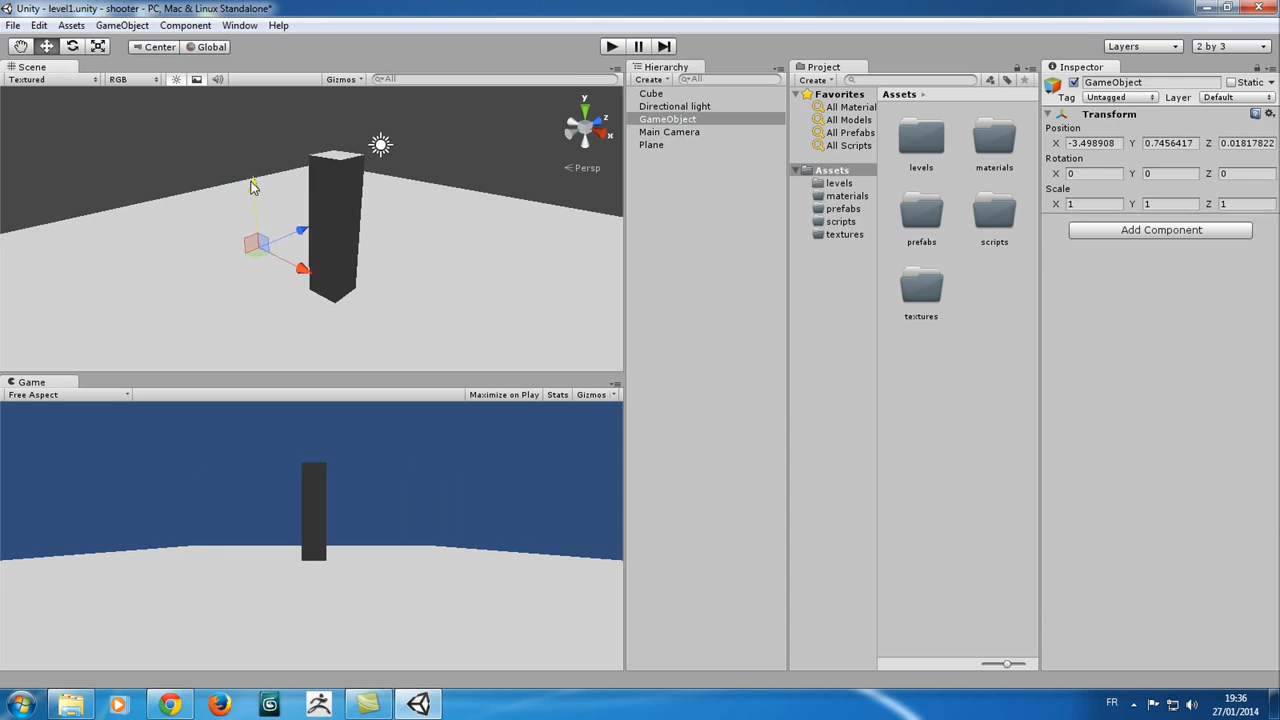 Unity - level1.unity - shooter - PC, Mac & Linux Standalone*
File Edit Assets GameObject Component Window Help
Center Global Layers 2 by 3
Scene
Textured RGB Gizmos All
y
z
x
Persp
Game
Free Aspect Maximize on Play Stats Gizmos
Hierarchy
Create All
Cube
Directional light
GameObject
Main Camera
Plane
Project
Create
Favorites
All Material
All Models
All Prefabs
All Scripts
Assets
levels
materials
prefabs
scripts
textures
Assets
levels materials
prefabs scripts
textures
Inspector
GameObject Static
Tag Untagged Layer Default
Transform
Position
X -3.498908 Y 0.7456417 Z 0.01817822
Rotation
X 0 Y 0 Z 0
Scale
X 1 Y 1 Z 1
Add Component
FR 19:36
27/01/2014